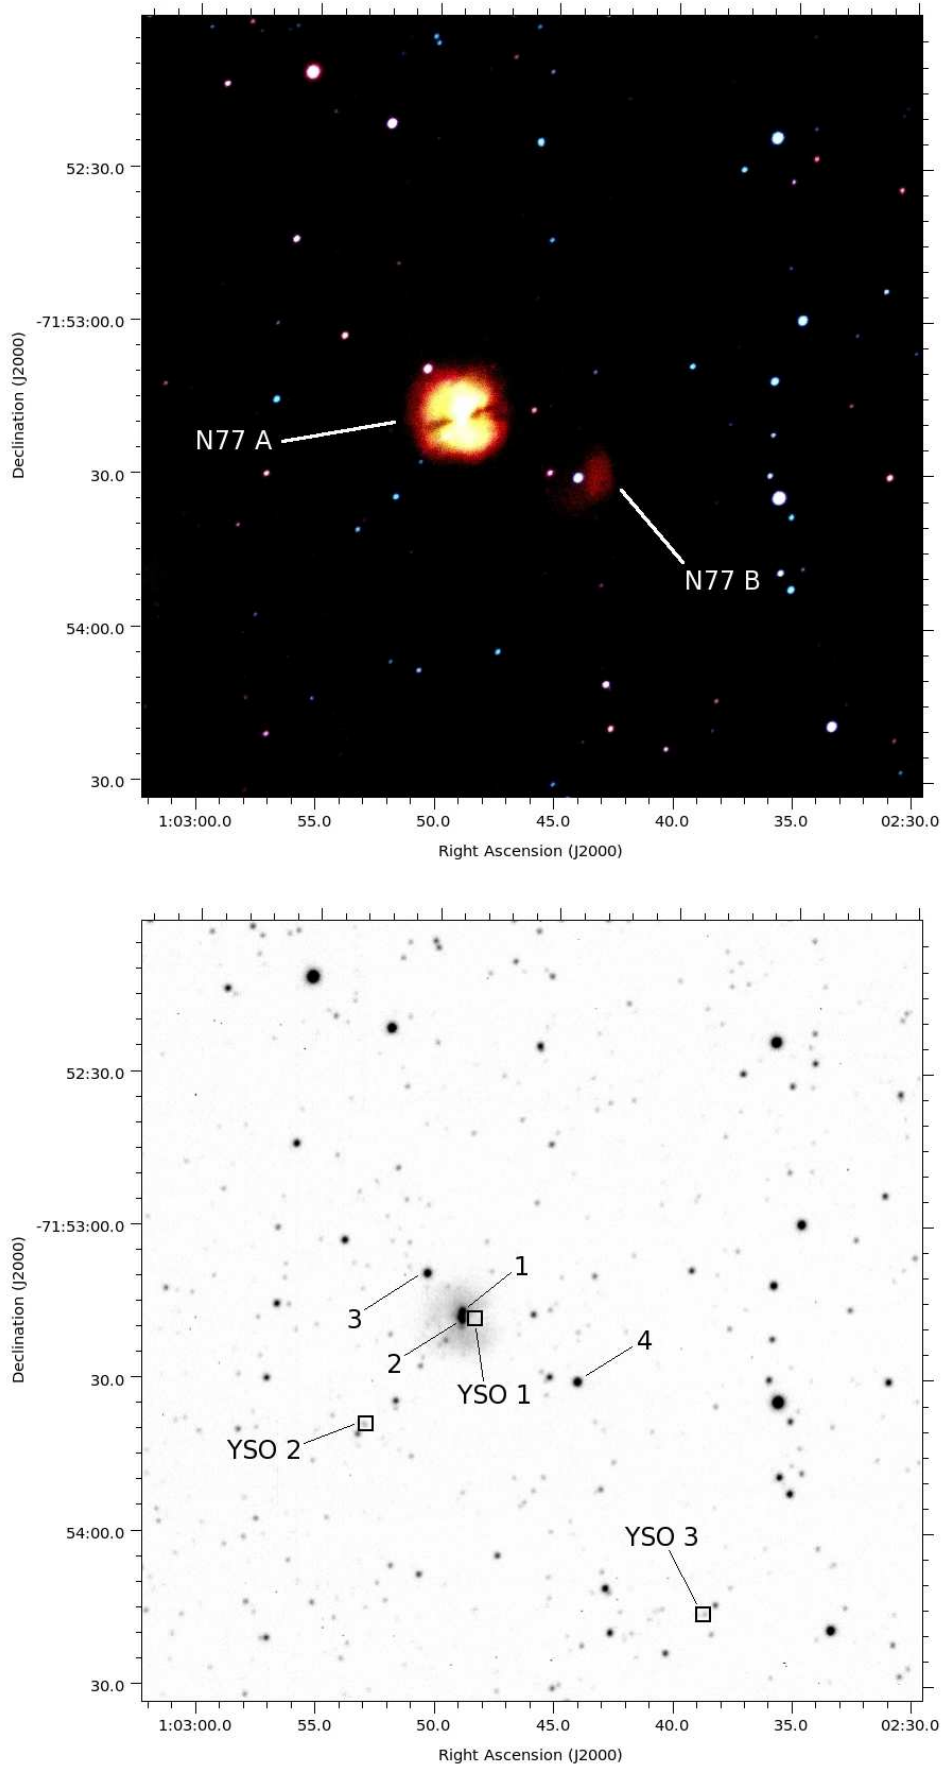 52:30.0
-71:53:00.0
Declination (J2000)
N77 A
30.0
N77 B
54:00.0
30.0
1:03:00.0 55.0 50.0 45.0 40.0 35.0 02:30.0
Right Ascension (J2000)
52:30.0
-71:53:00.0
Declination (J2000)
1
3
2
4
30.0
YSO 1
YSO 2
54:00.0
YSO 3
30.0
1:03:00.0 55.0 50.0 45.0 40.0 35.0 02:30.0
Right Ascension (J2000)